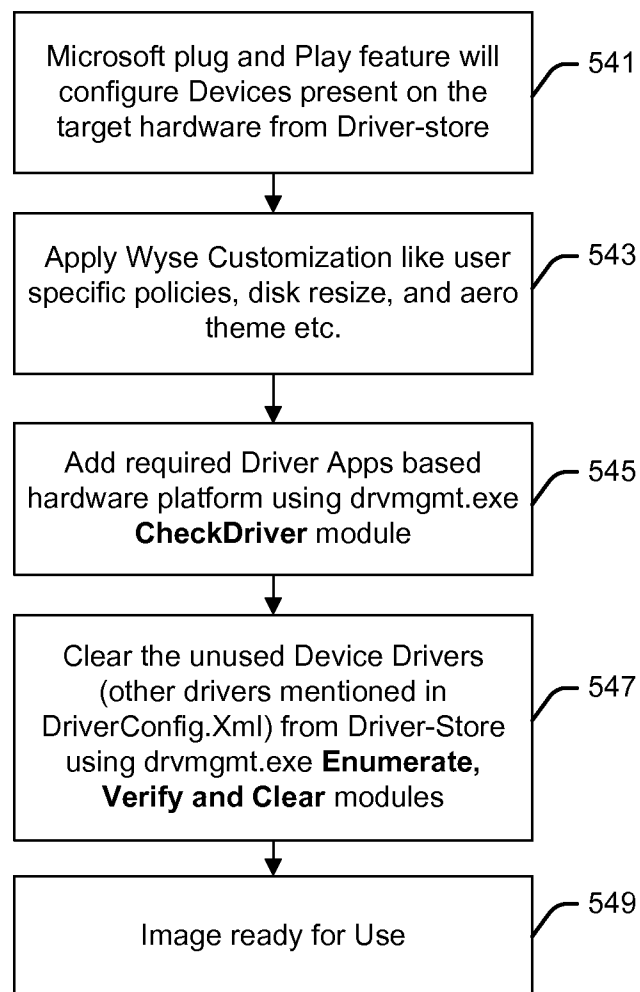 Microsoft plug and Play feature will
configure Devices present on the
target hardware from Driver-store
541
Apply Wyse Customization like user
specific policies, disk resize, and aero
theme etc.
543
Add required Driver Apps based
hardware platform using drvmgmt.exe
CheckDriver module
545
Clear the unused Device Drivers
(other drivers mentioned in
DriverConfig.Xml) from Driver-Store
using drvmgmt.exe Enumerate,
Verify and Clear modules
547
Image ready for Use
549